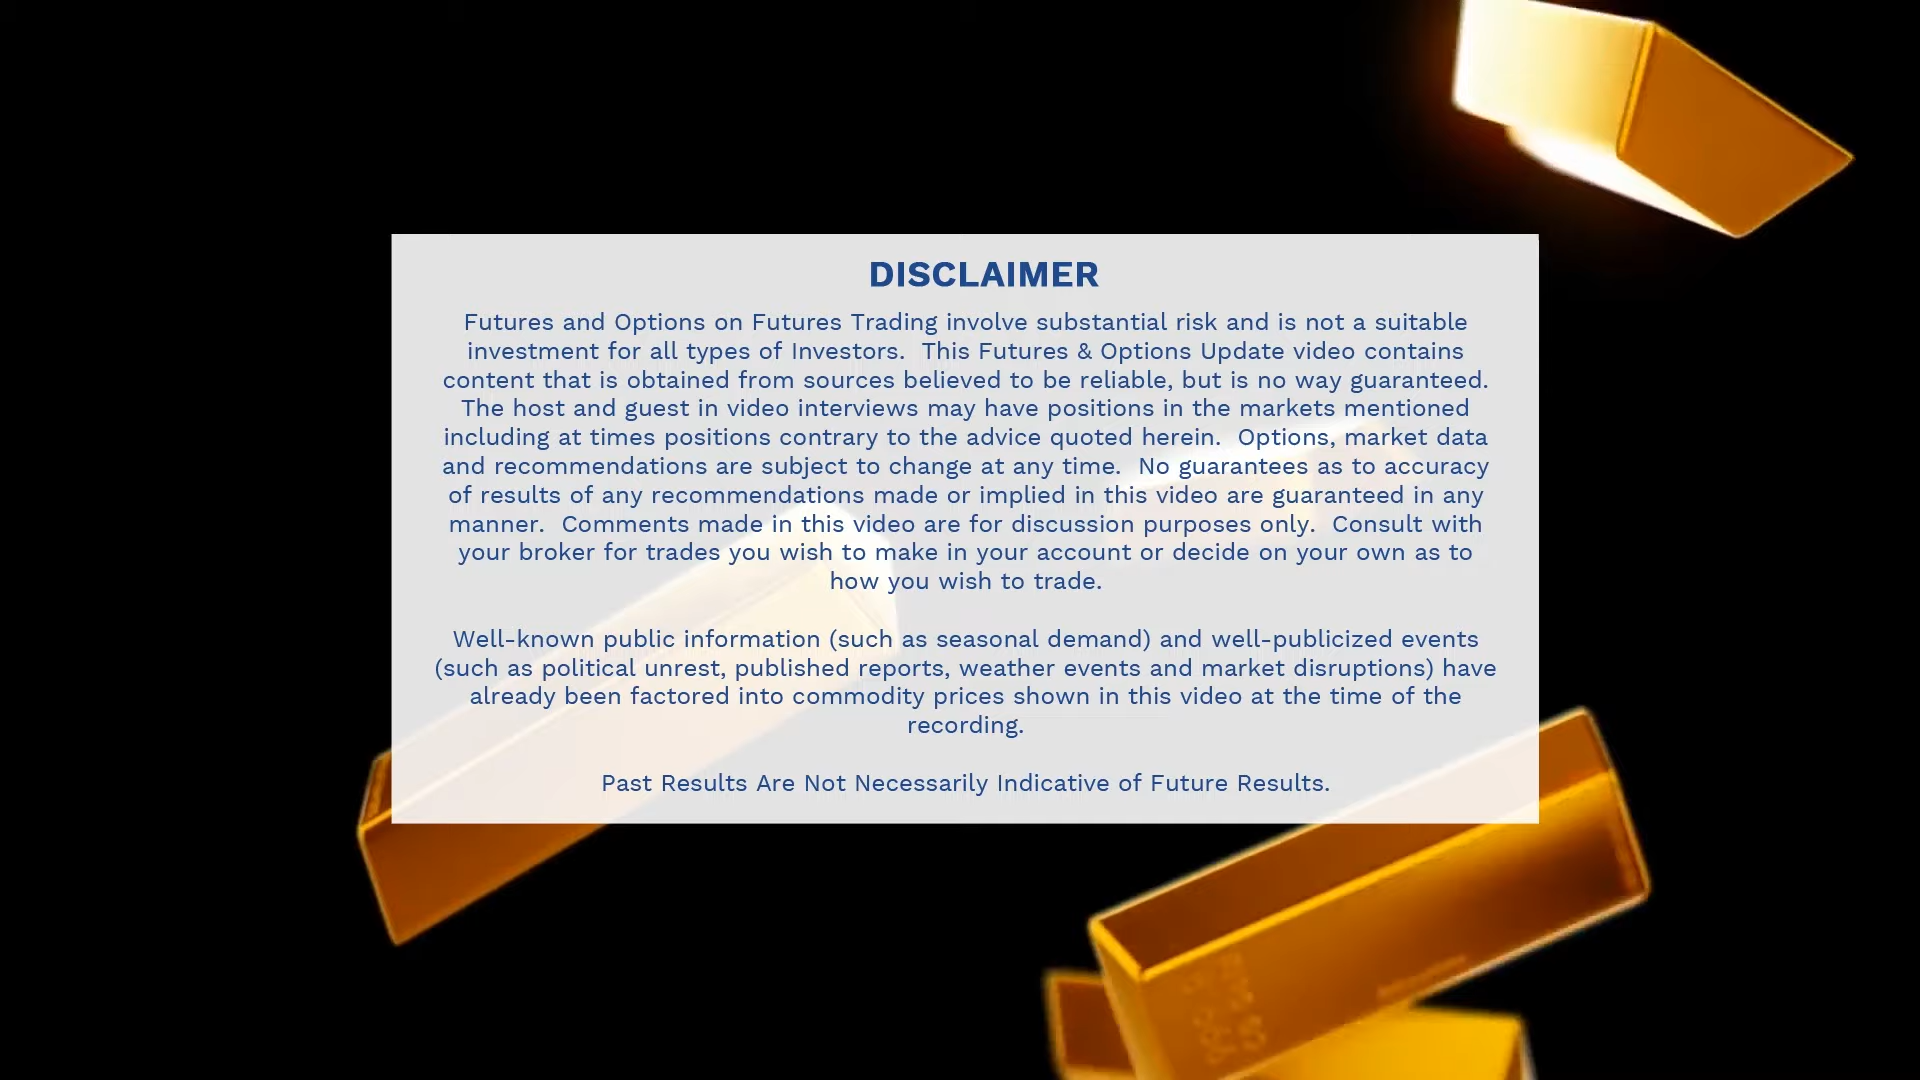 DISCLAIMER
Futures and Options on Futures Trading involve substantial risk and is not a suitable
investment for all types of Investors.  This Futures & Options Update video contains
content that is obtained from sources believed to be reliable, but is no way guaranteed.
The host and guest in video interviews may have positions in the markets mentioned
including at times positions contrary to the advice quoted herein.  Options, market data
and recommendations are subject to change at any time.  No guarantees as to accuracy
of results of any recommendations made or implied in this video are guaranteed in any
manner.  Comments made in this video are for discussion purposes only.  Consult with
your broker for trades you wish to make in your account or decide on your own as to
how you wish to trade.
Well-known public information (such as seasonal demand) and well-publicized events
(such as political unrest, published reports, weather events and market disruptions) have
already been factored into commodity prices shown in this video at the time of the
recording.
Past Results Are Not Necessarily Indicative of Future Results.